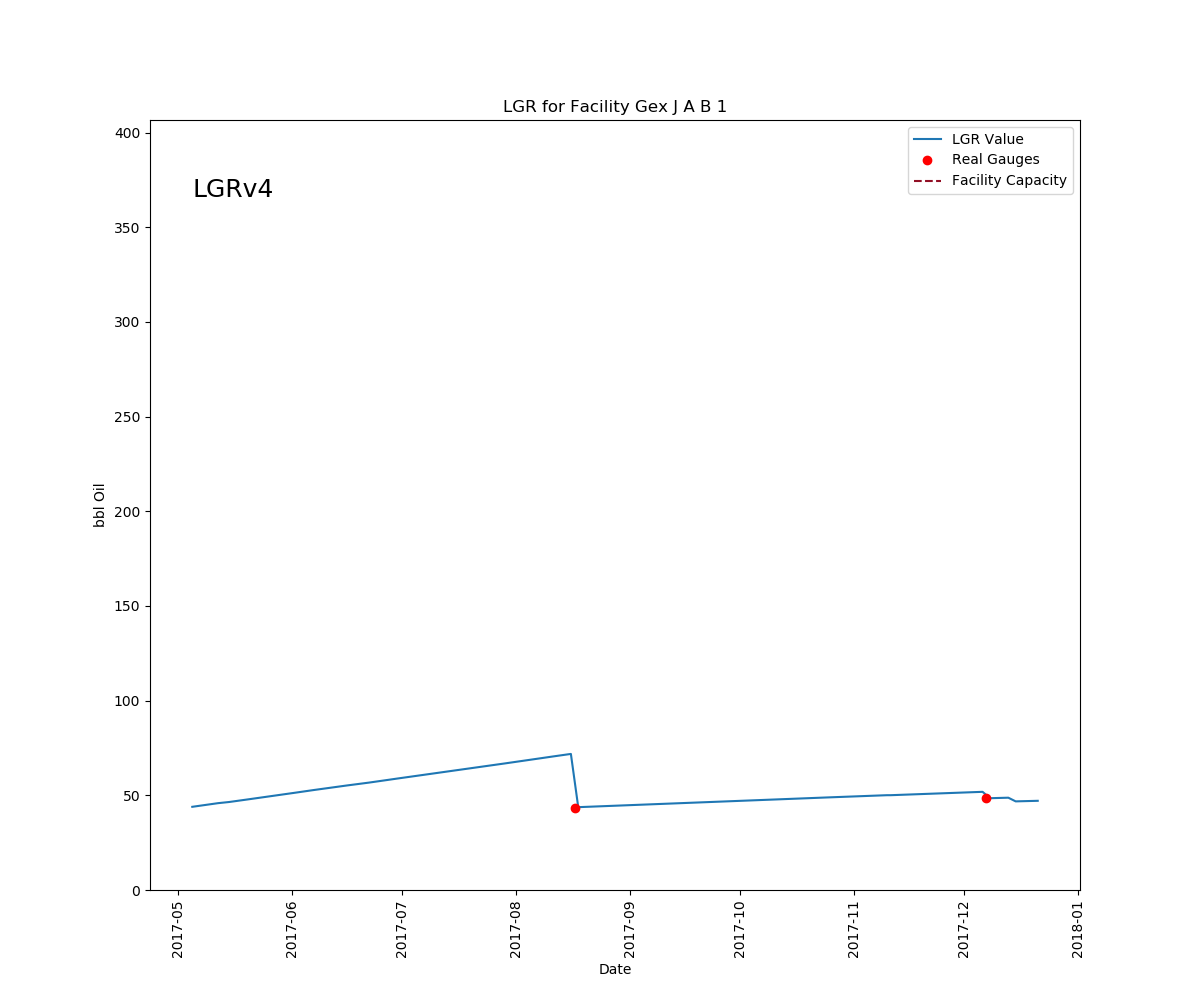 LGR for Facility Gex J A B 1
LGRv4
LGR Value
Real Gauges
Facility Capacity
400
350
300
250
200
150
100
50
0
bbl Oil
2017-05
2017-06
2017-07
2017-08
2017-09
2017-10
2017-11
2017-12
2018-01
Date